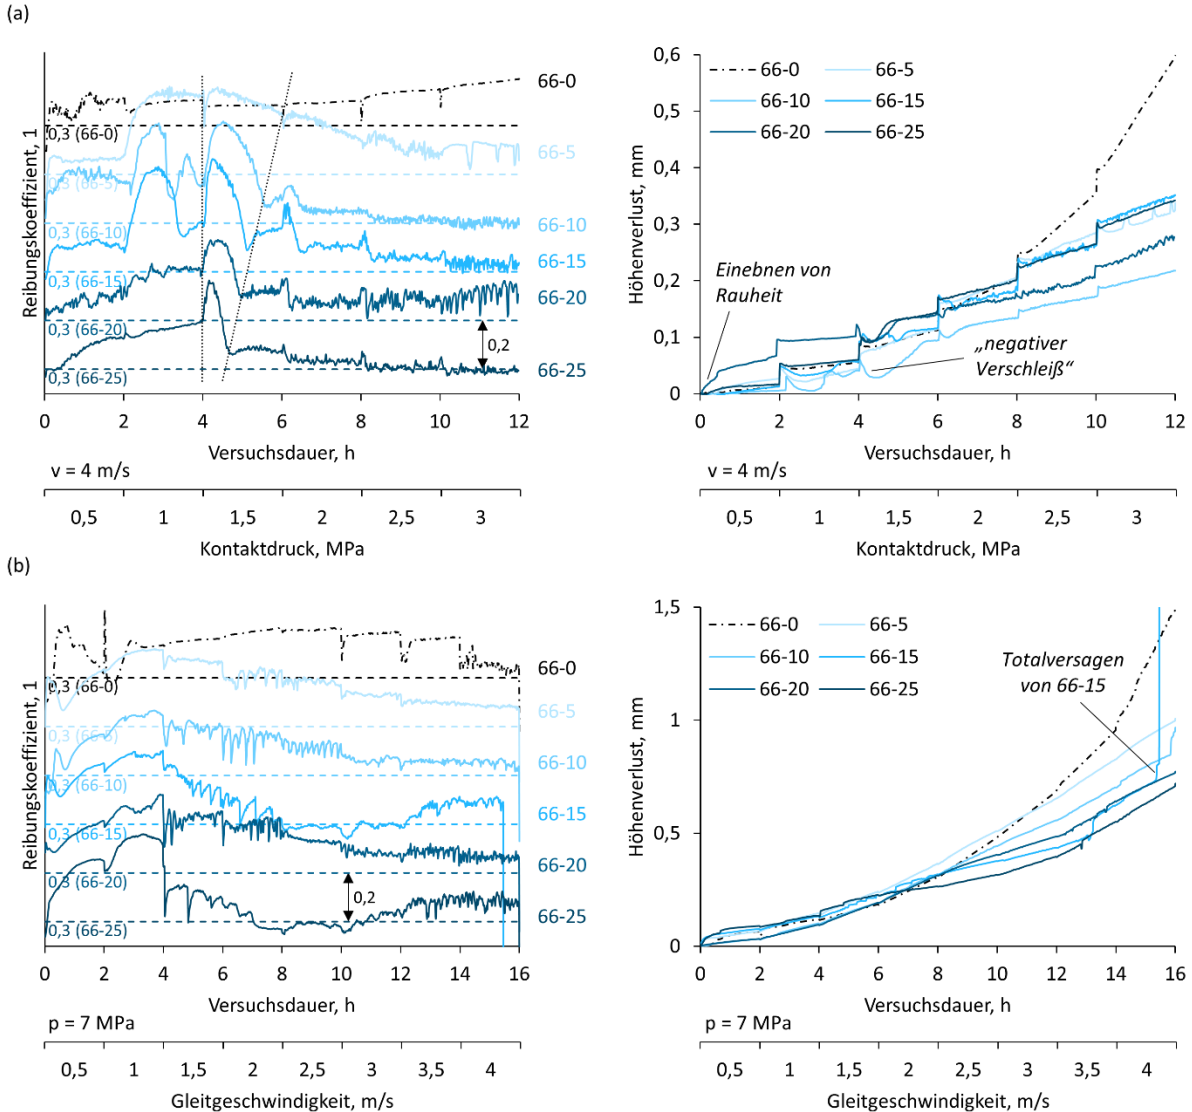 (a)
Reibungskoeffizient, 1
0,3 (66-0)
0,3 (66-5)
0,3 (66-10)
0,3 (66-15)
0,3 (66-20)
0,3 (66-25)
66-0
66-5
66-10
66-15
66-20
66-25
0,2
0 2 4 6 8 10 12
Versuchsdauer, h
v = 4 m/s
0,5 1 1,5 2 2,5 3
Kontaktdruck, MPa
Höhenverlust, mm
0,6
0,5
0,4
0,3
0,2
0,1
0
66-0 66-5
66-10 66-15
66-20 66-25
Einebnen von
Rauheit
„negativer
Verschleiß“
0 2 4 6 8 10 12
Versuchsdauer, h
v = 4 m/s
0,5 1 1,5 2 2,5 3
Kontaktdruck, MPa
(b)
Reibungskoeffizient, 1
0,3 (66-0)
0,3 (66-5)
0,3 (66-10)
0,3 (66-15)
0,3 (66-20)
0,3 (66-25)
66-0
66-5
66-10
66-15
66-20
66-25
0,2
0 2 4 6 8 10 12 14 16
Versuchsdauer, h
p = 7 MPa
0,5 1 1,5 2 2,5 3 3,5 4
Gleitgeschwindigkeit, m/s
Höhenverlust, mm
1,5
1
0,5
0
66-0 66-5
66-10 66-15
66-20 66-25
Totalversagen
von 66-15
0 2 4 6 8 10 12 14 16
Versuchsdauer, h
p = 7 MPa
0,5 1 1,5 2 2,5 3 3,5 4
Gleitgeschwindigkeit, m/s